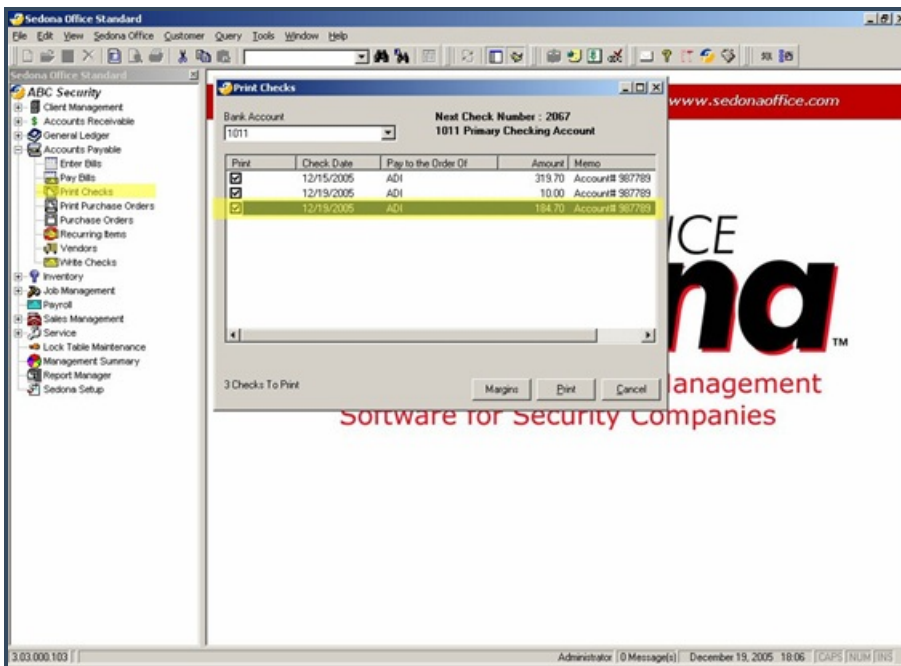 Sedona Office Standard
File Edit View Sedona Office Customer Query Tools Window Help
Sedona Office Standard
ABC Security
Client Management
Accounts Receivable
General Ledger
Accounts Payable
Enter Bills
Pay Bills
Print Checks
Print Purchase Orders
Purchase Orders
Recurring Items
Vendors
Write Checks
Inventory
Job Management
Payroll
Sales Management
Service
Lock Table Maintenance
Management Summary
Report Manager
Sedona Setup
www.sedonaoffice.com
Print Checks
Bank Account
Next Check Number : 2067
1011
1011 Primary Checking Account
Print Check Date Pay to the Order Of Amount Memo
12/15/2005 ADI 319.70 Account# 987789
12/19/2005 ADI 10.00 Account# 987789
12/19/2005 ADI 184.70 Account# 987789
3 Checks To Print
Margins Print Cancel
ICE
na
TM
anagement
Software for Security Companies
3.03.000.103 Administrator 0 Message(s) December 19, 2005 18:06 CAPS NUM INS